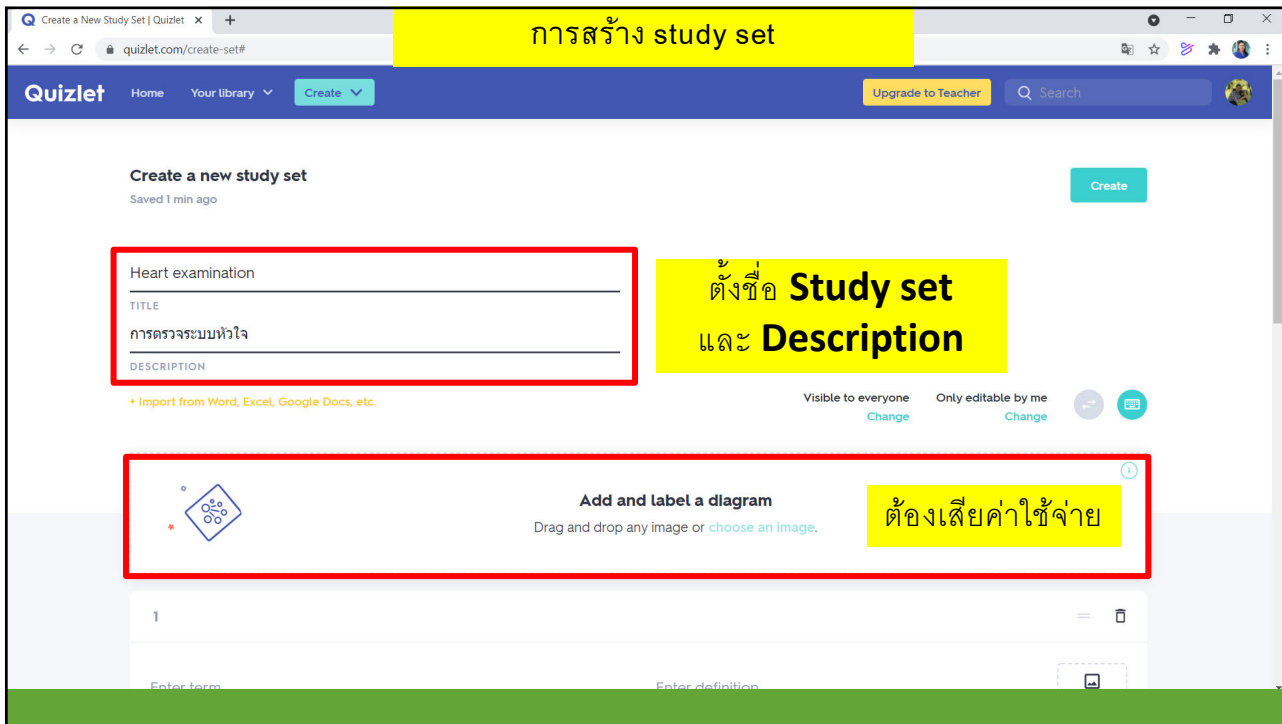 Create a New Study Set | Quizlet
การสร้าง study set
quizlet.com/create-set#
Quizlet Home Your library Create Upgrade to Teacher Search
Create a new study set
Saved 1 min ago
Create
Heart examination
TITLE
การตรวจระบบหัวใจ
DESCRIPTION
ตั้งชื่อ Study set
และ Description
+ Import from Word, Excel, Google Docs, etc.
Visible to everyone Only editable by me
Change Change
Add and label a diagram
Drag and drop any image or choose an image.
ต้องเสียค่าใช้จ่าย
1
Enter term Enter definition